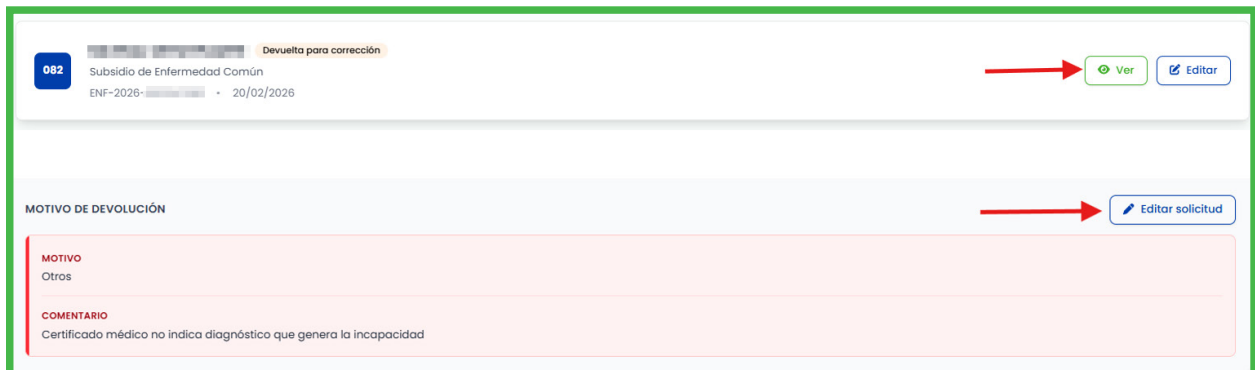 Devuelta para corrección
082
Subsidio de Enfermedad Común
Ver
Editar
ENF-2026- • 20/02/2026
MOTIVO DE DEVOLUCIÓN
Editar solicitud
MOTIVO
Otros
COMENTARIO
Certificado médico no indica diagnóstico que genera la incapacidad